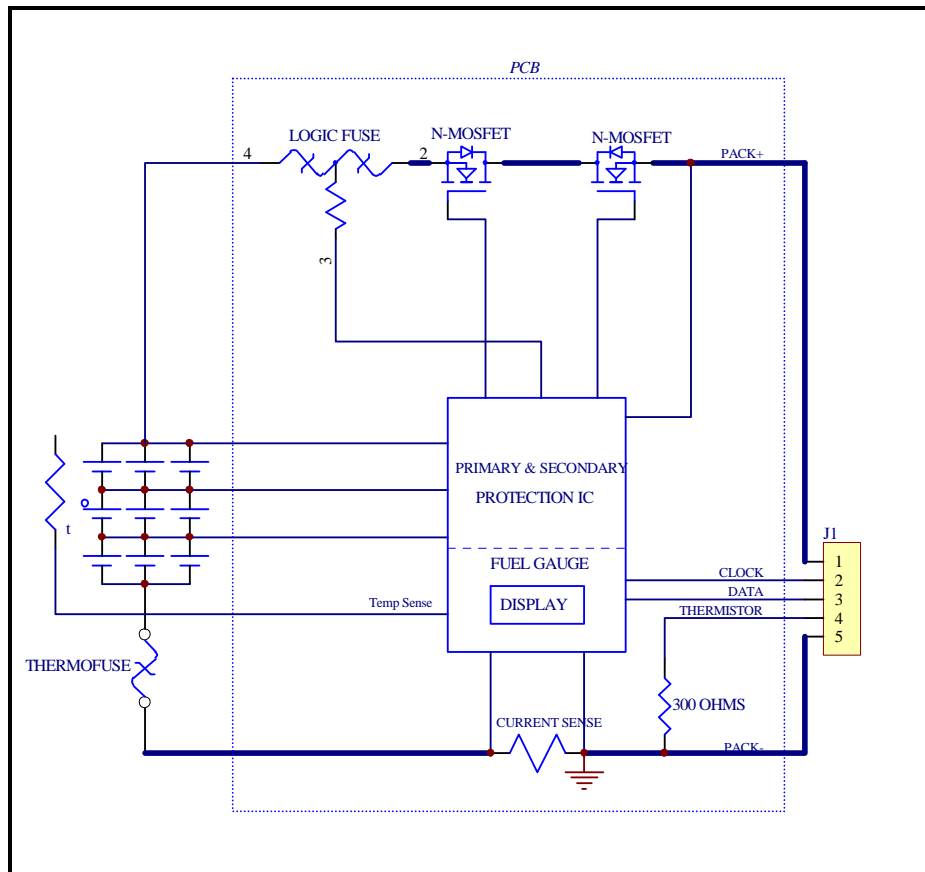 PCB
LOGIC FUSE
N-MOSFET
N-MOSFET
4
2
PACK+
3
PRIMARY & SECONDARY
PROTECTION IC
t
J1
FUEL GAUGE
1
CLOCK
2
DATA
3
DISPLAY
Temp Sense
THERMISTOR
4
5
THERMOFUSE
300 OHMS
CURRENT SENSE
PACK-